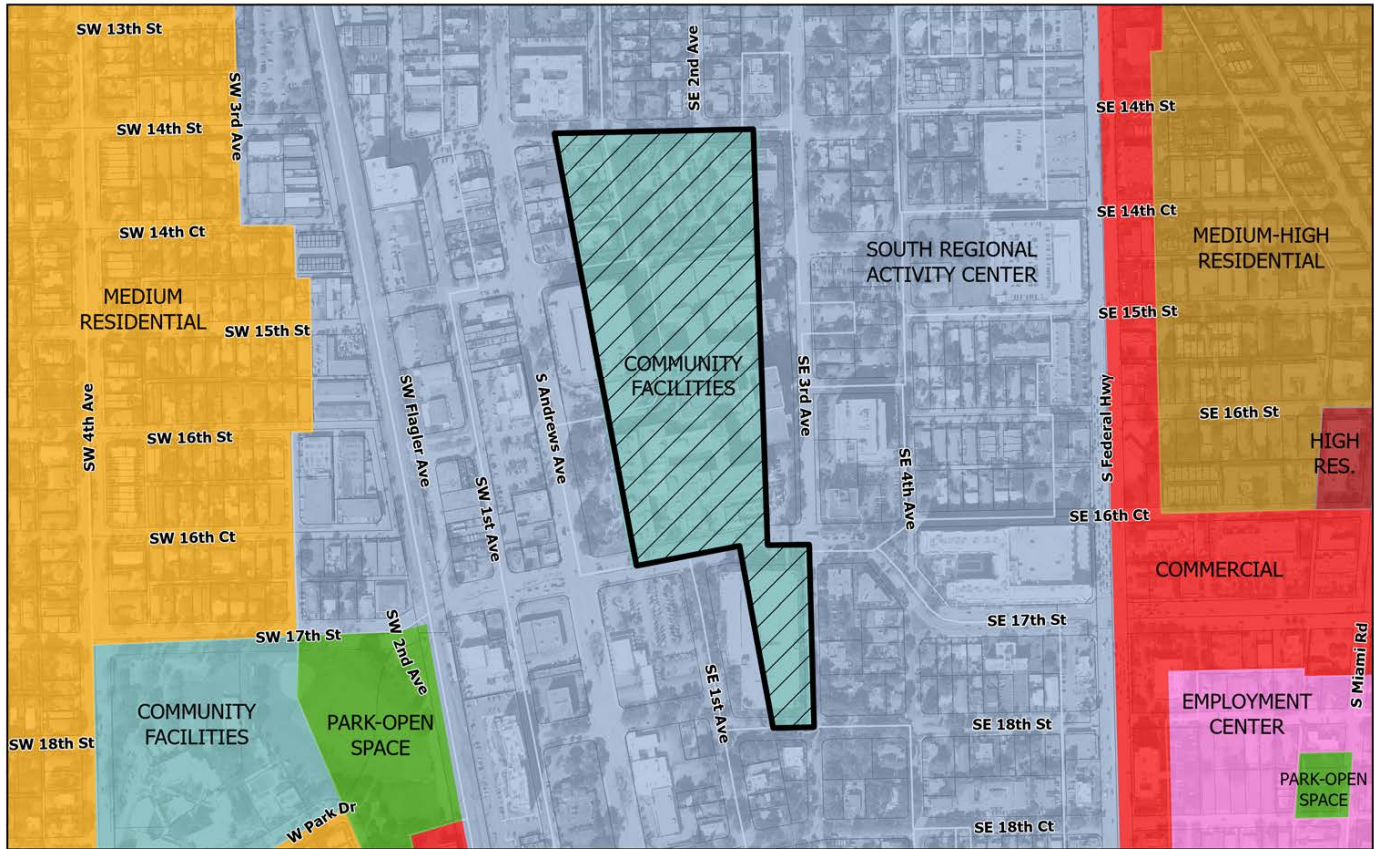 SW 13th St
SW 3rd Ave
SE 2nd Ave
SE 14th St
SW 14th St
SE 14th Ct
SW 14th Ct
MEDIUM-HIGH
RESIDENTIAL
SOUTH REGIONAL
ACTIVITY CENTER
MEDIUM
RESIDENTIAL
SW 15th St
SE 15th St
COMMUNITY
FACILITIES
SE 3rd Ave
S Andrews Ave
SW Flagler Ave
SW 4th Ave
SW 16th St
SE 16th St
S Federal Hwy
HIGH
RES.
SE 4th Ave
SW 1st Ave
SE 16th Ct
SW 16th Ct
COMMERCIAL
SW 17th St
SE 17th St
SW 2nd Ave
SE 1st Ave
S Miami Rd
COMMUNITY
FACILITIES
PARK-OPEN
SPACE
EMPLOYMENT
CENTER
SE 18th St
SW 18th St
PARK-OPEN
SPACE
W Park Dr
SE 18th Ct